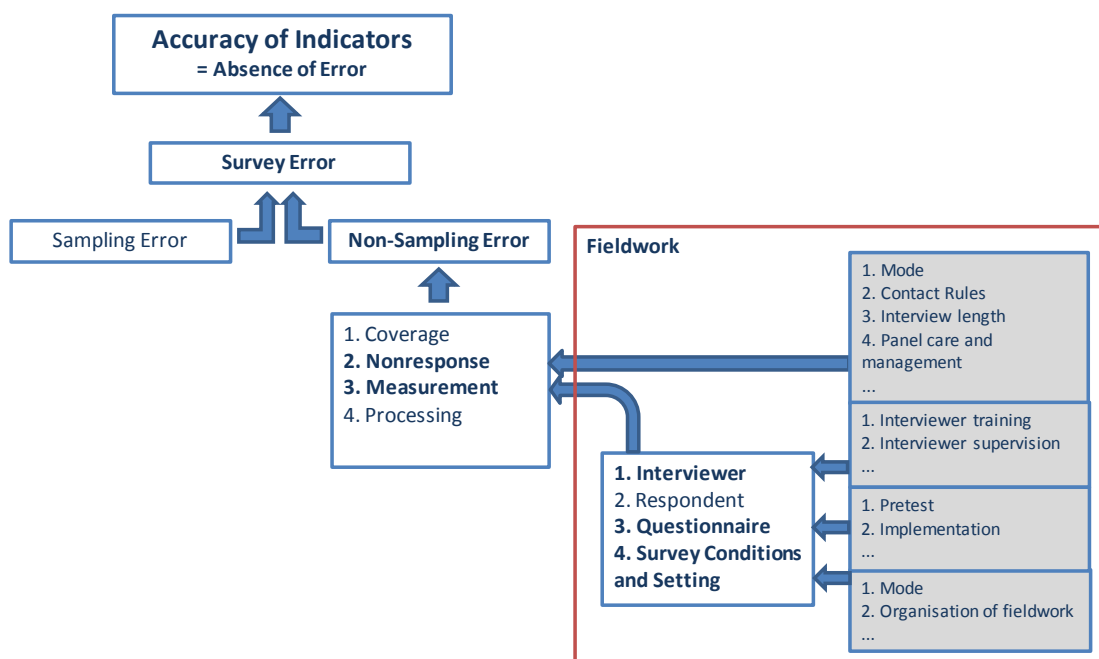 Accuracy of Indicators
= Absence of Error
Survey Error
Sampling Error
Non-Sampling Error
1. Coverage
2. Nonresponse
3. Measurement
4. Processing
Fieldwork
1. Interviewer
2. Respondent
3. Questionnaire
4. Survey Conditions
and Setting
1. Mode
2. Contact Rules
3. Interview length
4. Panel care and
management
...
1. Interviewer training
2. Interviewer supervision
...
1. Pretest
2. Implementation
...
1. Mode
2. Organisation of fieldwork
...